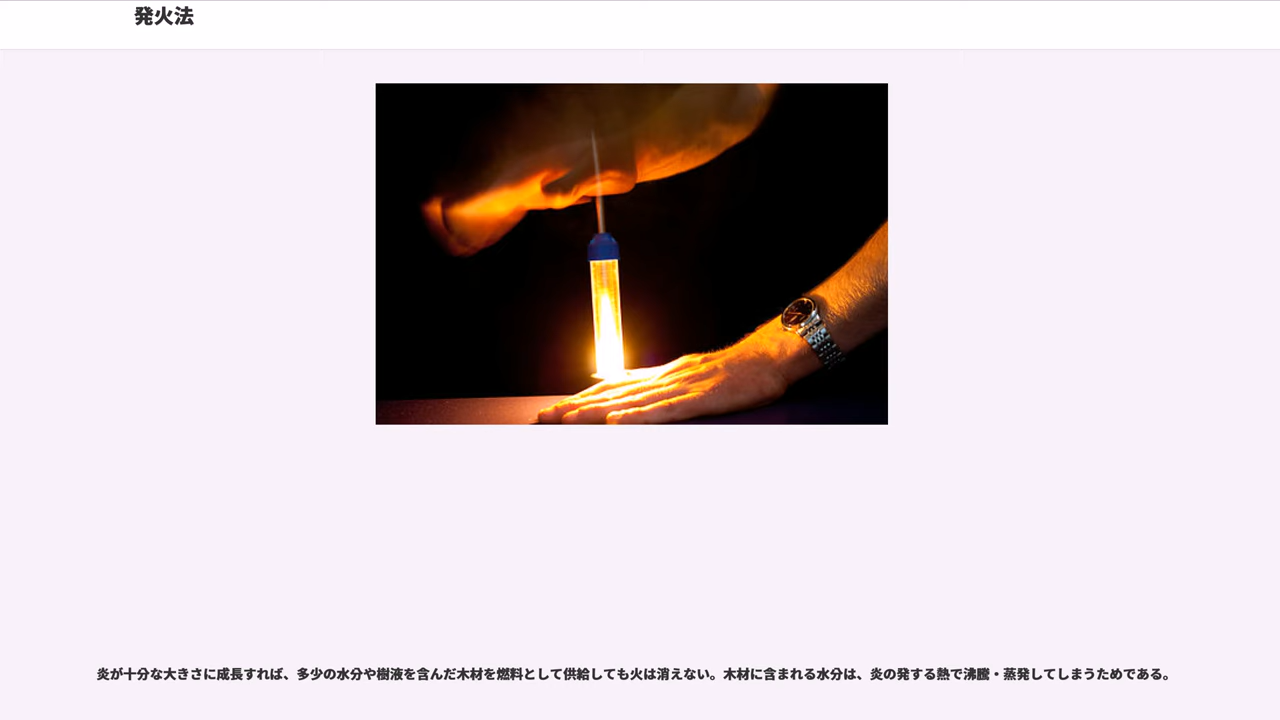 発火法
炎が十分な大きさに成長すれば、多少の水分や樹液を含んだ木材を燃料として供給しても火は消えない。木材に含まれる水分は、炎の発する熱で沸騰・蒸発してしまうためである。